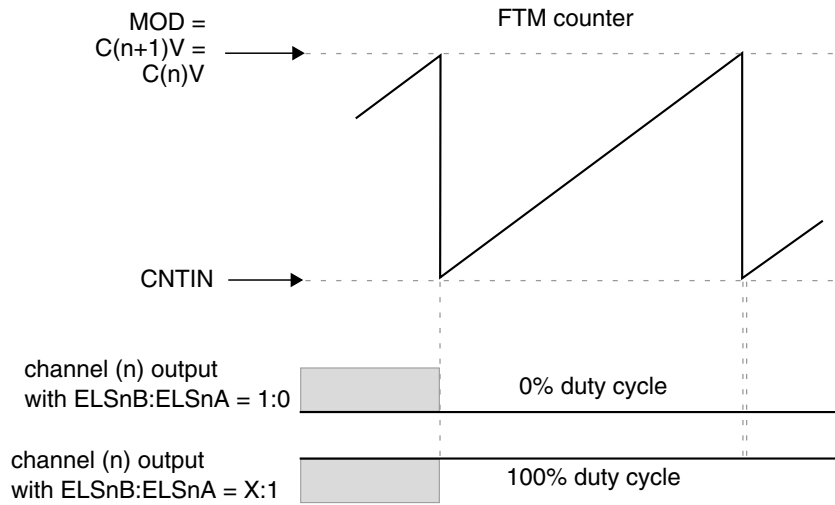 MOD =
C(n+1)V =
C(n)V
FTM counter
CNTIN
channel (n) output
with ELSnB:ELSnA = 1:0
0% duty cycle
channel (n) output
with ELSnB:ELSnA = X:1
100% duty cycle